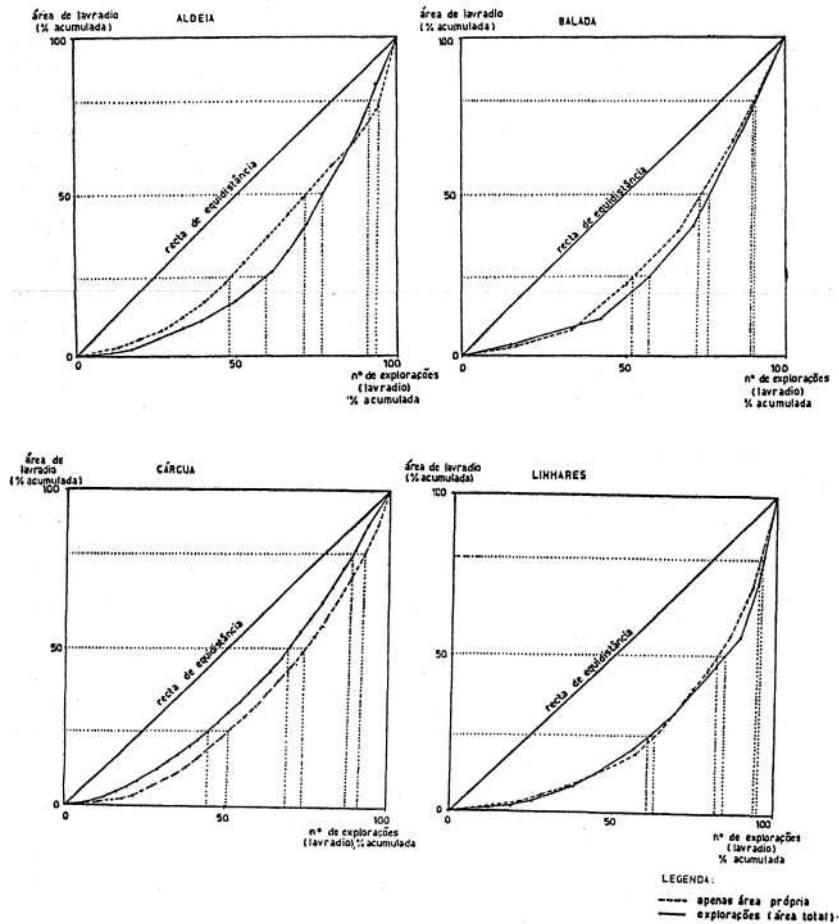 área de lavradio
(% acumulada)
ALDEIA
100
50
0
recta de equidistância
50
100
nº de explorações
(lavradio)
% acumulada
área de lavradio
(% acumulada)
BALADA
100
50
0
recta de equidistância
0
50
100
nº de explorações
(lavradio)
% acumulada
área de
lavradio
(% acumulada)
CÁRCUA
100
50
0
recta de equidistância
0
50
100
nº de explorações
(lavradio), % acumulada
área de lavradio
(% acumulada)
LINHARES
100
50
0
recta de equidistância
0
50
100
nº de explorações
(lavradio)
% acumulada
LEGENDA:
apenas área própria
explorações (área total)